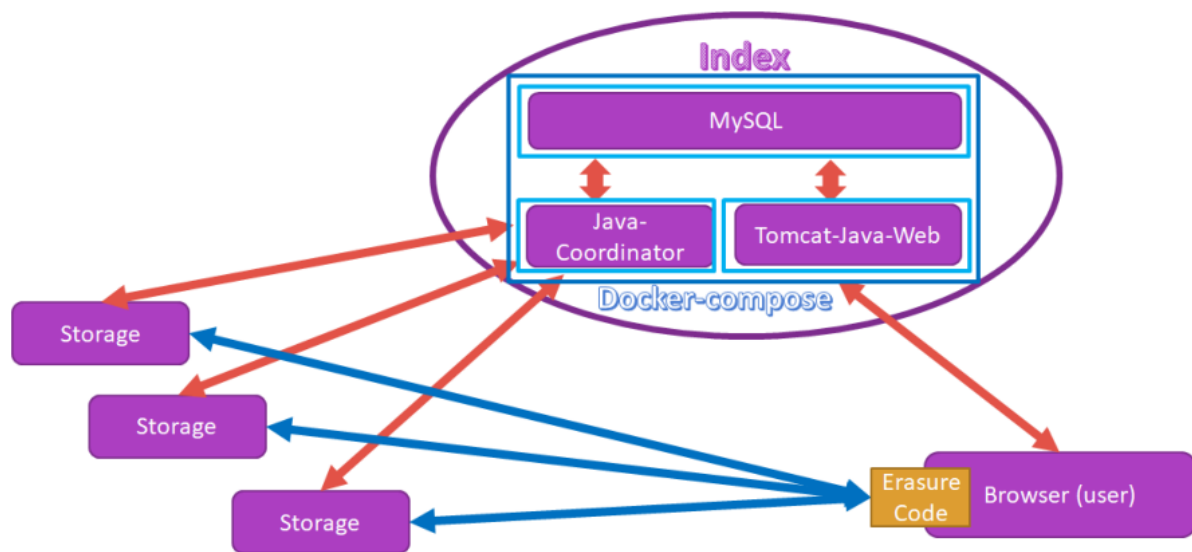 Index
MySQL
Java-
Coordinator
Tomcat-Java-Web
Docker-compose
Storage
Storage
Storage
Erasure
Code
Browser (user)